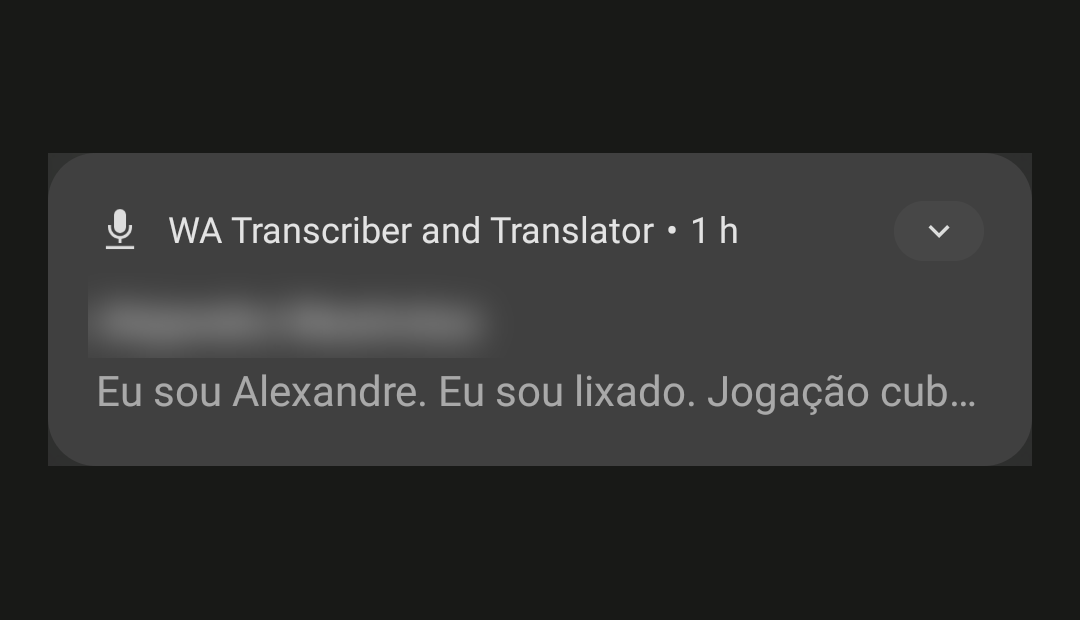 WA Transcriber and Translator • 1 h
Eu sou Alexandre. Eu sou lixado. Jogação cub…